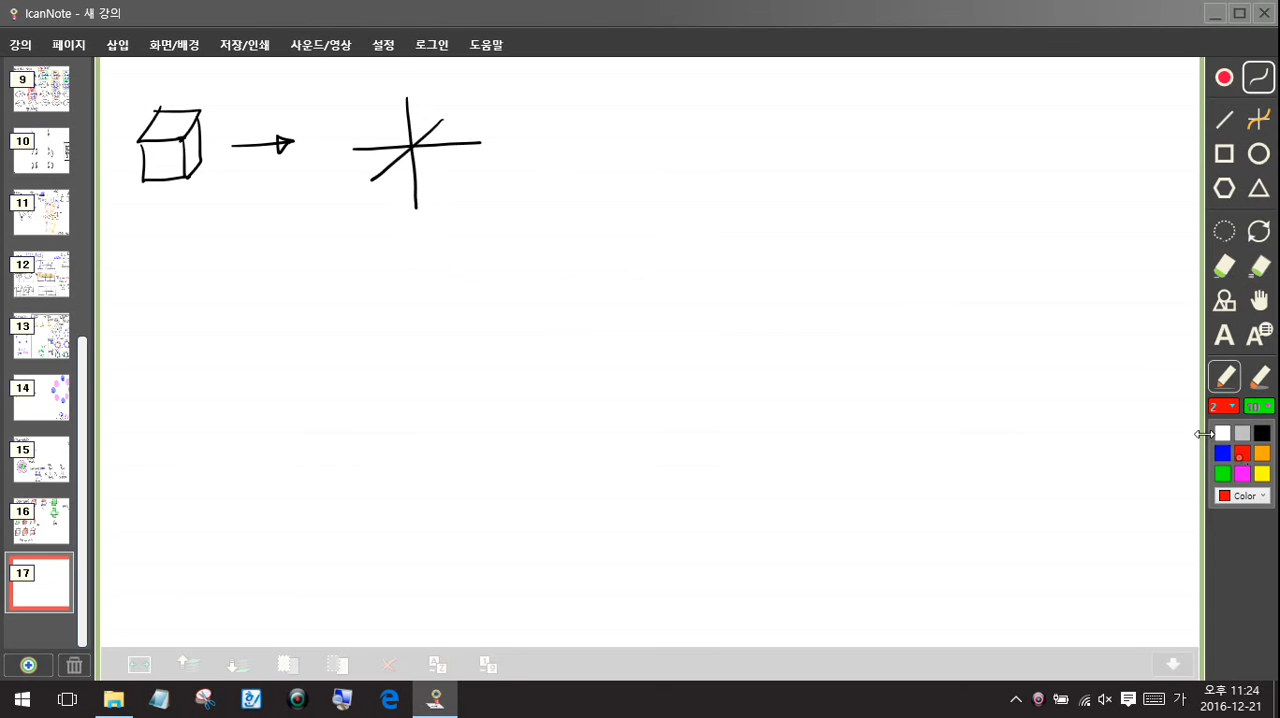 IcanNote - 새 강의
강의 페이지 삽입 화면/배경 저장/인쇄 사운드/영상 설정 로그인 도움말
9
10
11
12
13
14
15
16
17
2
10
Color
가
오후 11:24
2016-12-21